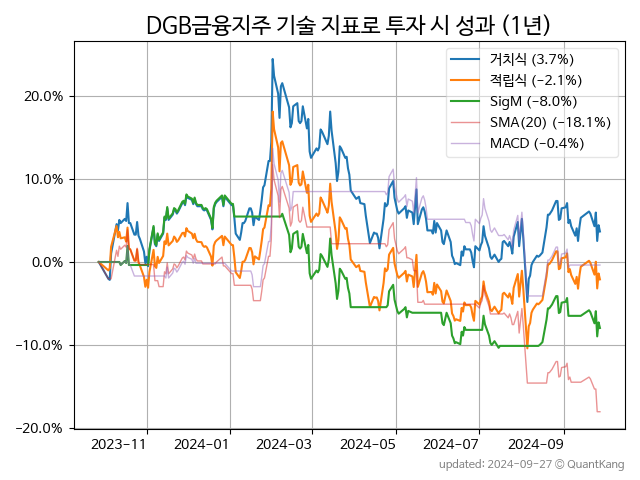 DGB금융지주 기술 지표로 투자 시 성과 (1년)
거치식 (3.7%)
적립식 (−2.1%)
SigM (−8.0%)
SMA(20) (−18.1%)
MACD (−0.4%)
20.0%
10.0%
0.0%
−10.0%
−20.0%
2023-11 2024-01 2024-03 2024-05 2024-07 2024-09
updated: 2024-09-27 © QuantKang